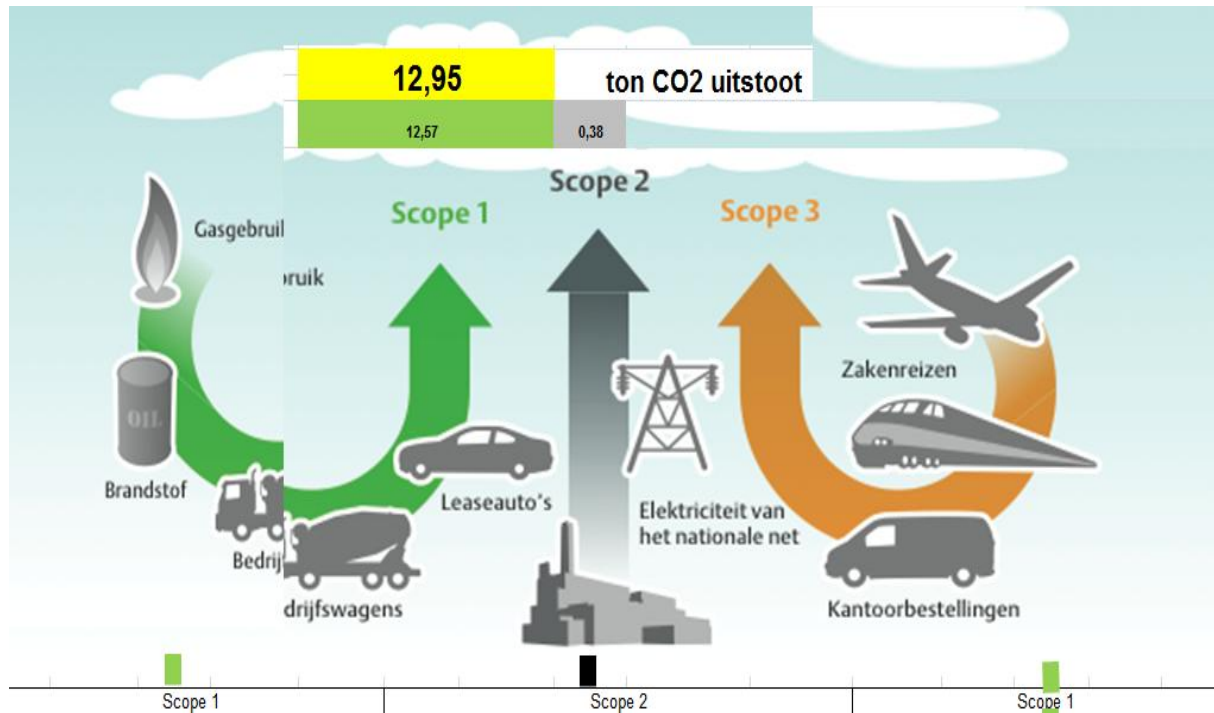 12,95 ton CO2 uitstoot
12,57 0,38
Scope 2
Scope 1
Scope 3
Gasgebruil
ruik
Zakenreizen
OIL
Brandstof
Leaseauto's
Elektriciteit van
het nationale net
Bedrij
drijfswagens
Kantoorbestellingen
Scope 1
Scope 2
Scope 1